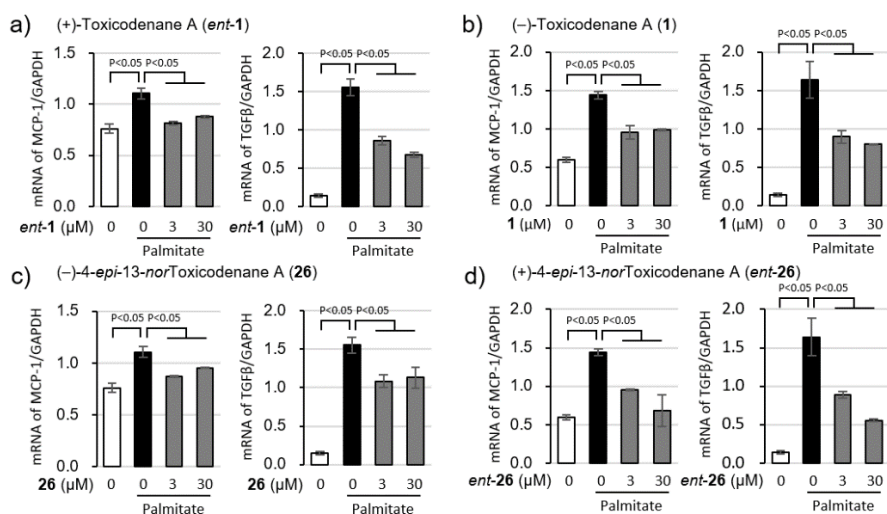 a) (+)-Toxicodenane A (ent-1)
mRNA of MCP-1/GAPDH
1.5
1.0
0.5
0.0
P<0.05 P<0.05
0 0 3 30
ent-1 (μM)
Palmitate
mRNA of TGFβ/GAPDH
2.0
1.5
1.0
0.5
0.0
P<0.05 P<0.05
0 0 3 30
ent-1 (μM)
Palmitate
b) (−)-Toxicodenane A (1)
mRNA of MCP-1/GAPDH
2.0
1.5
1.0
0.5
0.0
P<0.05 P<0.05
0 0 3 30
1 (μM)
Palmitate
mRNA of TGFβ/GAPDH
2.0
1.5
1.0
0.5
0.0
P<0.05 P<0.05
0 0 3 30
1 (μM)
Palmitate
c) (−)-4-epi-13-norToxicodenane A (26)
mRNA of MCP-1/GAPDH
1.5
1.0
0.5
0.0
P<0.05 P<0.05
0 0 3 30
26 (μM)
Palmitate
mRNA of TGFβ/GAPDH
2.0
1.5
1.0
0.5
0.0
P<0.05 P<0.05
0 0 3 30
26 (μM)
Palmitate
d) (+)-4-epi-13-norToxicodenane A (ent-26)
mRNA of MCP-1/GAPDH
2.0
1.5
1.0
0.5
0.0
P<0.05 P<0.05
0 0 3 30
ent-26 (μM)
Palmitate
mRNA of TGFβ/GAPDH
2.0
1.5
1.0
0.5
0.0
P<0.05 P<0.05
0 0 3 30
ent-26 (μM)
Palmitate